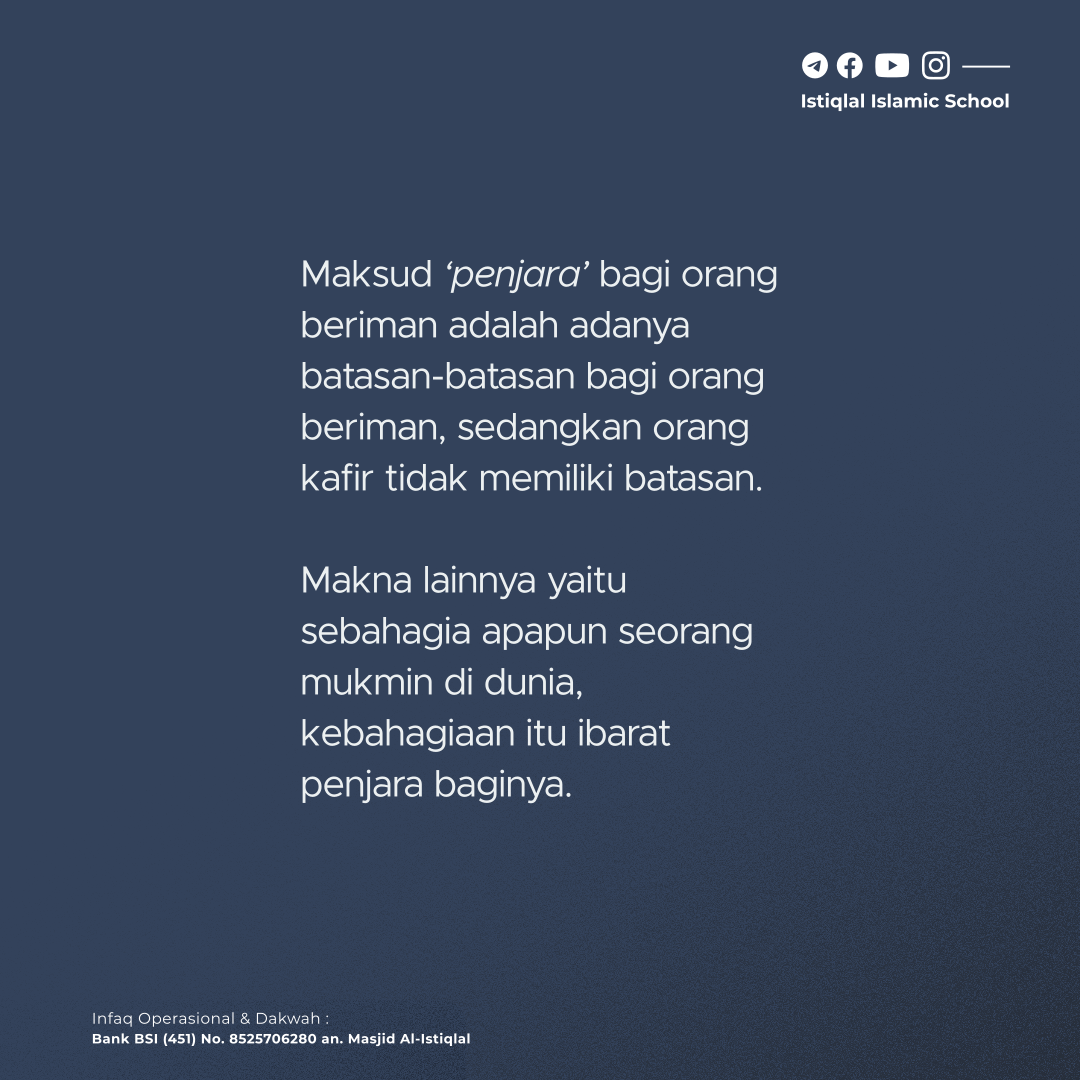 Istiqlal Islamic School
Maksud ‘penjara’ bagi orang
beriman adalah adanya
batasan-batasan bagi orang
beriman, sedangkan orang
kafir tidak memiliki batasan.
Makna lainnya yaitu
sebahagia apapun seorang
mukmin di dunia,
kebahagiaan itu ibarat
penjara baginya.
Infaq Operasional & Dakwah :
Bank BSI (451) No. 8525706280 an. Masjid Al-Istiqlal